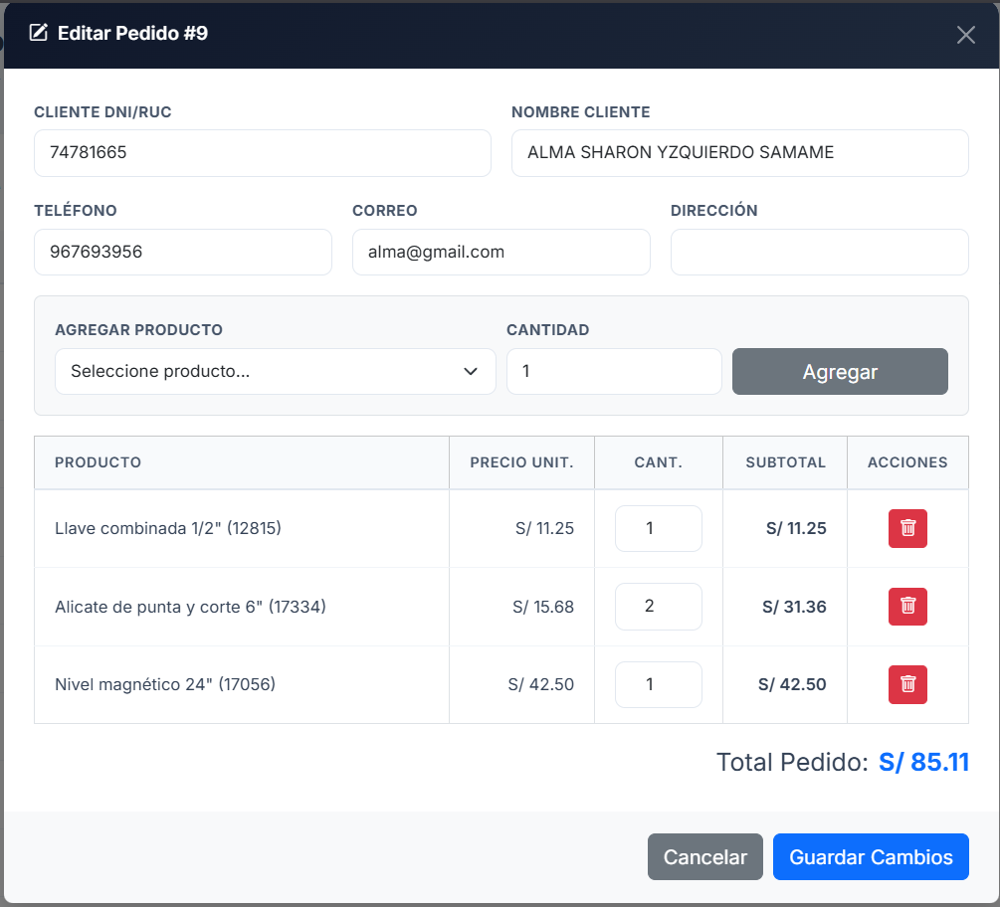 Editar Pedido #9
CLIENTE DNI/RUC NOMBRE CLIENTE
74781665 ALMA SHARON YZQUIERDO SAMAME
TELÉFONO CORREO DIRECCIÓN
967693956 alma@gmail.com
AGREGAR PRODUCTO CANTIDAD
Seleccione producto... 1 Agregar
PRODUCTO PRECIO UNIT. CANT. SUBTOTAL ACCIONES
Llave combinada 1/2" (12815) S/ 11.25 1 S/ 11.25
Alicate de punta y corte 6" (17334) S/ 15.68 2 S/ 31.36
Nivel magnético 24" (17056) S/ 42.50 1 S/ 42.50
Total Pedido: S/ 85.11
Cancelar Guardar Cambios